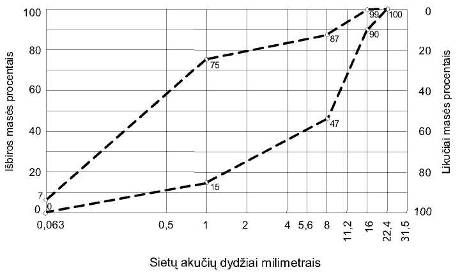 100 99 100 0
80 87 90 20
75
60 40
40 47 60
20 15 80
7
0 0 100
0,063 0,5 1 2 4 5,6 8 11,2 16 22,4 31,5
Išbiros masės procentais
Likučiai masės procentais
Sietų akučių dydžiai milimetrais